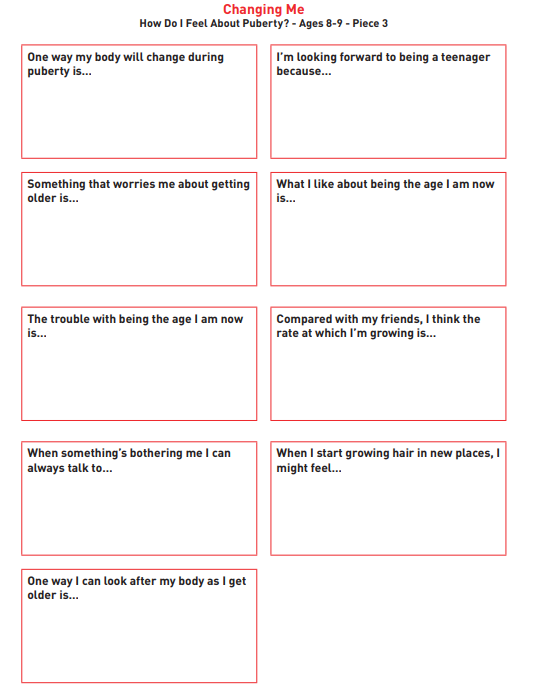 Changing Me
How Do I Feel About Puberty? - Ages 8-9 - Piece 3
One way my body will change during
puberty is...
I'm looking forward to being a teenager
because...
Something that worries me about getting
older is...
What I like about being the age I am now
is...
The trouble with being the age I am now
is...
Compared with my friends, I think the
rate at which I'm growing is...
When something's bothering me I can
always talk to...
When I start growing hair in new places, I
might feel...
One way I can look after my body as I get
older is...